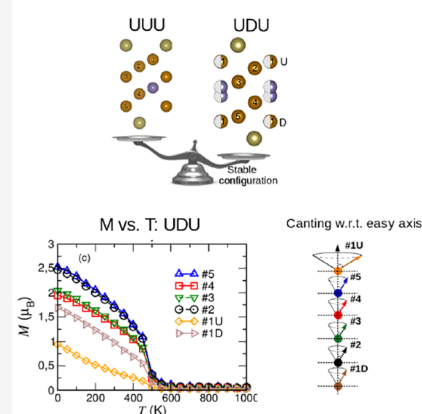 UUU UDU
U
D
Stable
configuration
M vs. T: UDU
Canting w.r.t. easy axis
(c)
M (μB)
3
2,5
2
1,5
1
0,5
0
0 200 400 600 800 1000
T (K)
#5
#4
#3
#2
#1U
#1D
#1U
#5
#4
#3
#2
#1D